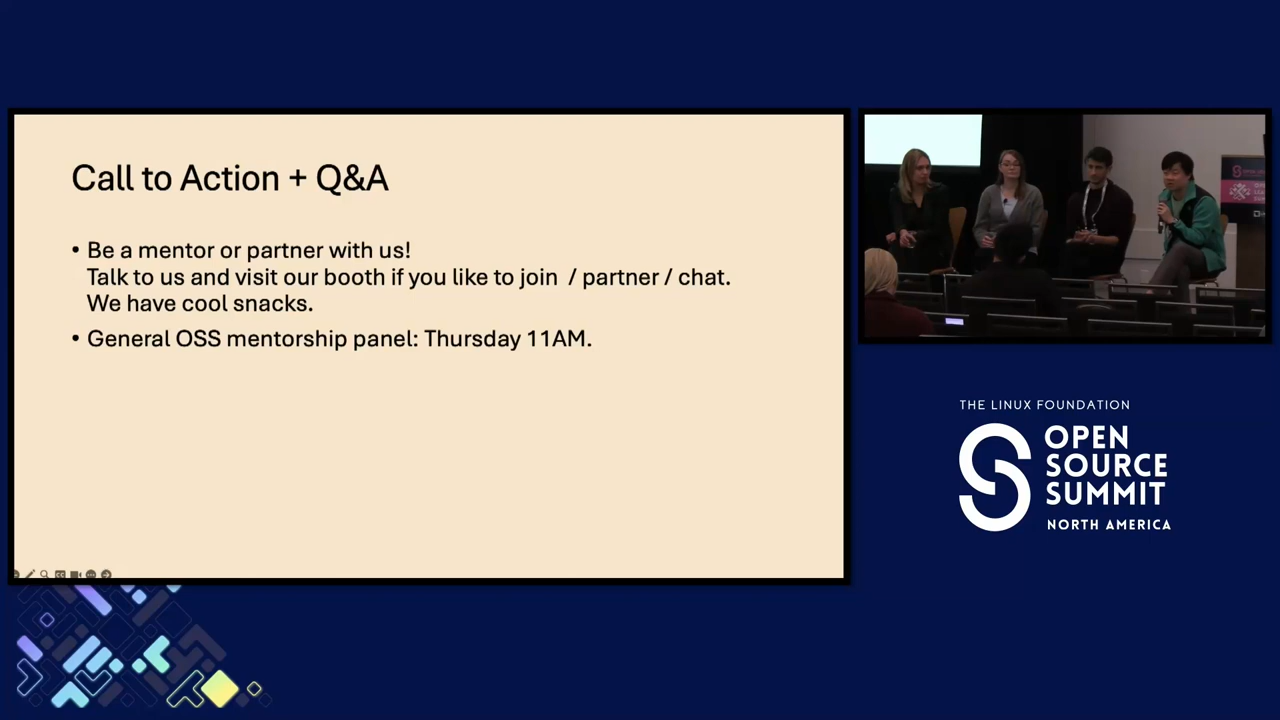 Call to Action + Q&A
• Be a mentor or partner with us!
Talk to us and visit our booth if you like to join / partner / chat.
We have cool snacks.
• General OSS mentorship panel: Thursday 11AM.
THE LINUX FOUNDATION
OPEN
SOURCE
SUMMIT
NORTH AMERICA